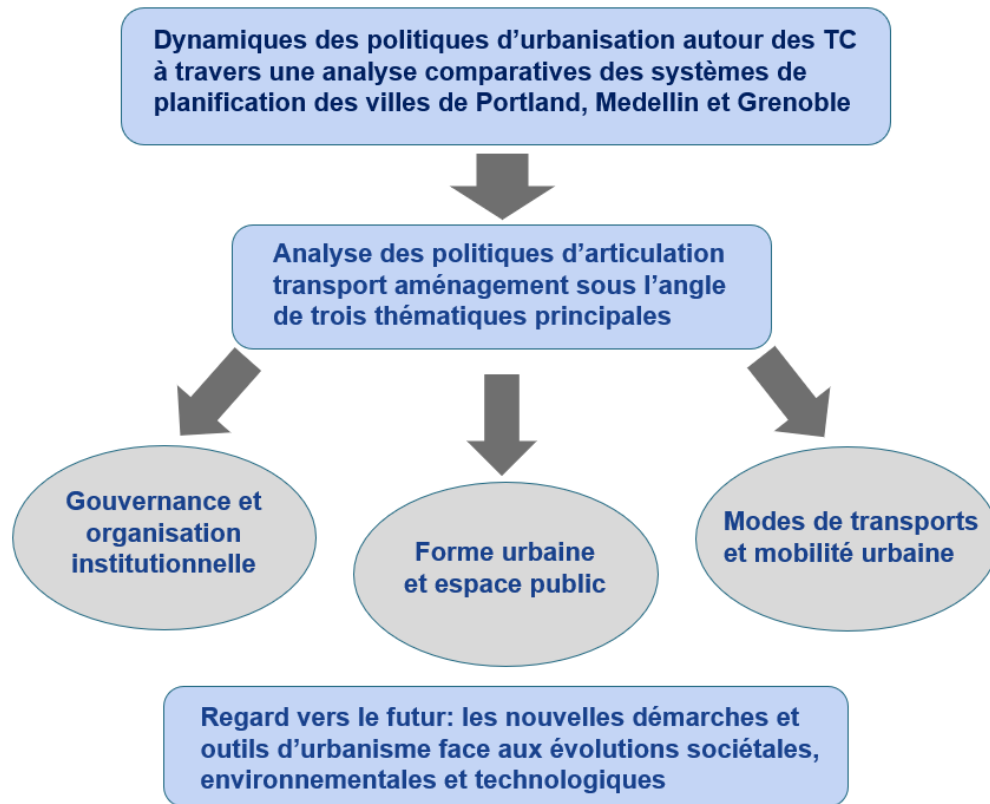 Dynamiques des politiques d’urbanisation autour des TC
à travers une analyse comparatives des systèmes de
planification des villes de Portland, Medellin et Grenoble
Analyse des politiques d’articulation
transport aménagement sous l’angle
de trois thématiques principales
Gouvernance et
organisation
institutionnelle
Forme urbaine
et espace public
Modes de transports
et mobilité urbaine
Regard vers le futur: les nouvelles démarches et
outils d’urbanisme face aux évolutions sociétales,
environnementales et technologiques